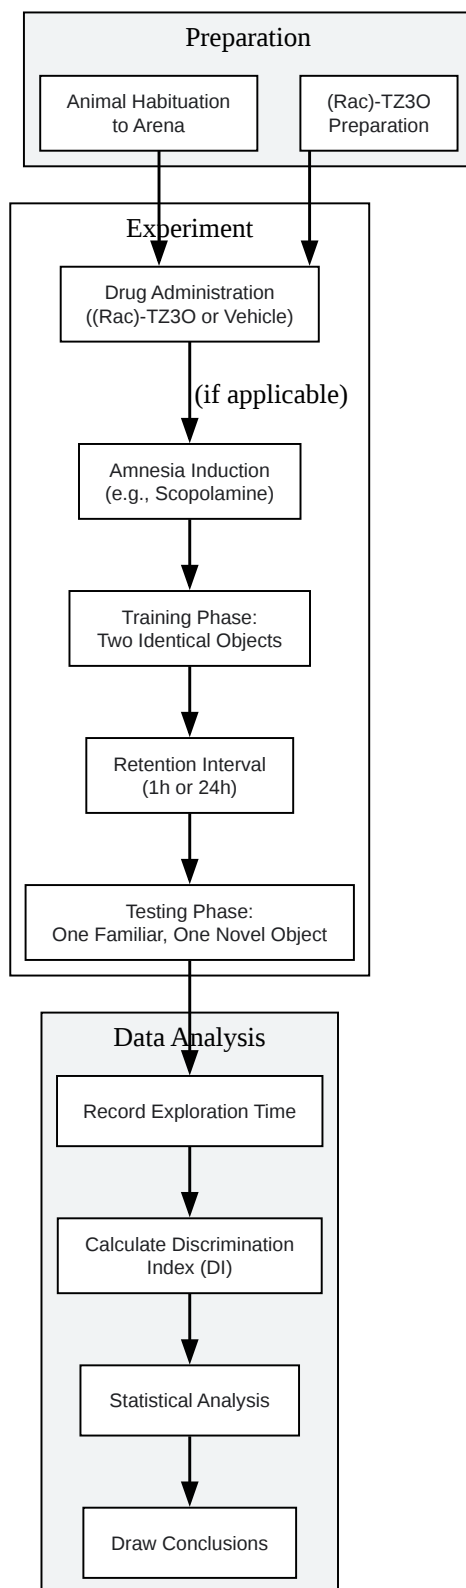 Preparation
Animal Habituation
to Arena
(Rac)-TZ3O
Preparation
Experiment
Drug Administration
((Rac)-TZ3O or Vehicle)
(if applicable)
Amnesia Induction
(e.g., Scopolamine)
Training Phase:
Two Identical Objects
Retention Interval
(1h or 24h)
Testing Phase:
One Familiar, One Novel Object
Data Analysis
Record Exploration Time
Calculate Discrimination
Index (DI)
Statistical Analysis
Draw Conclusions